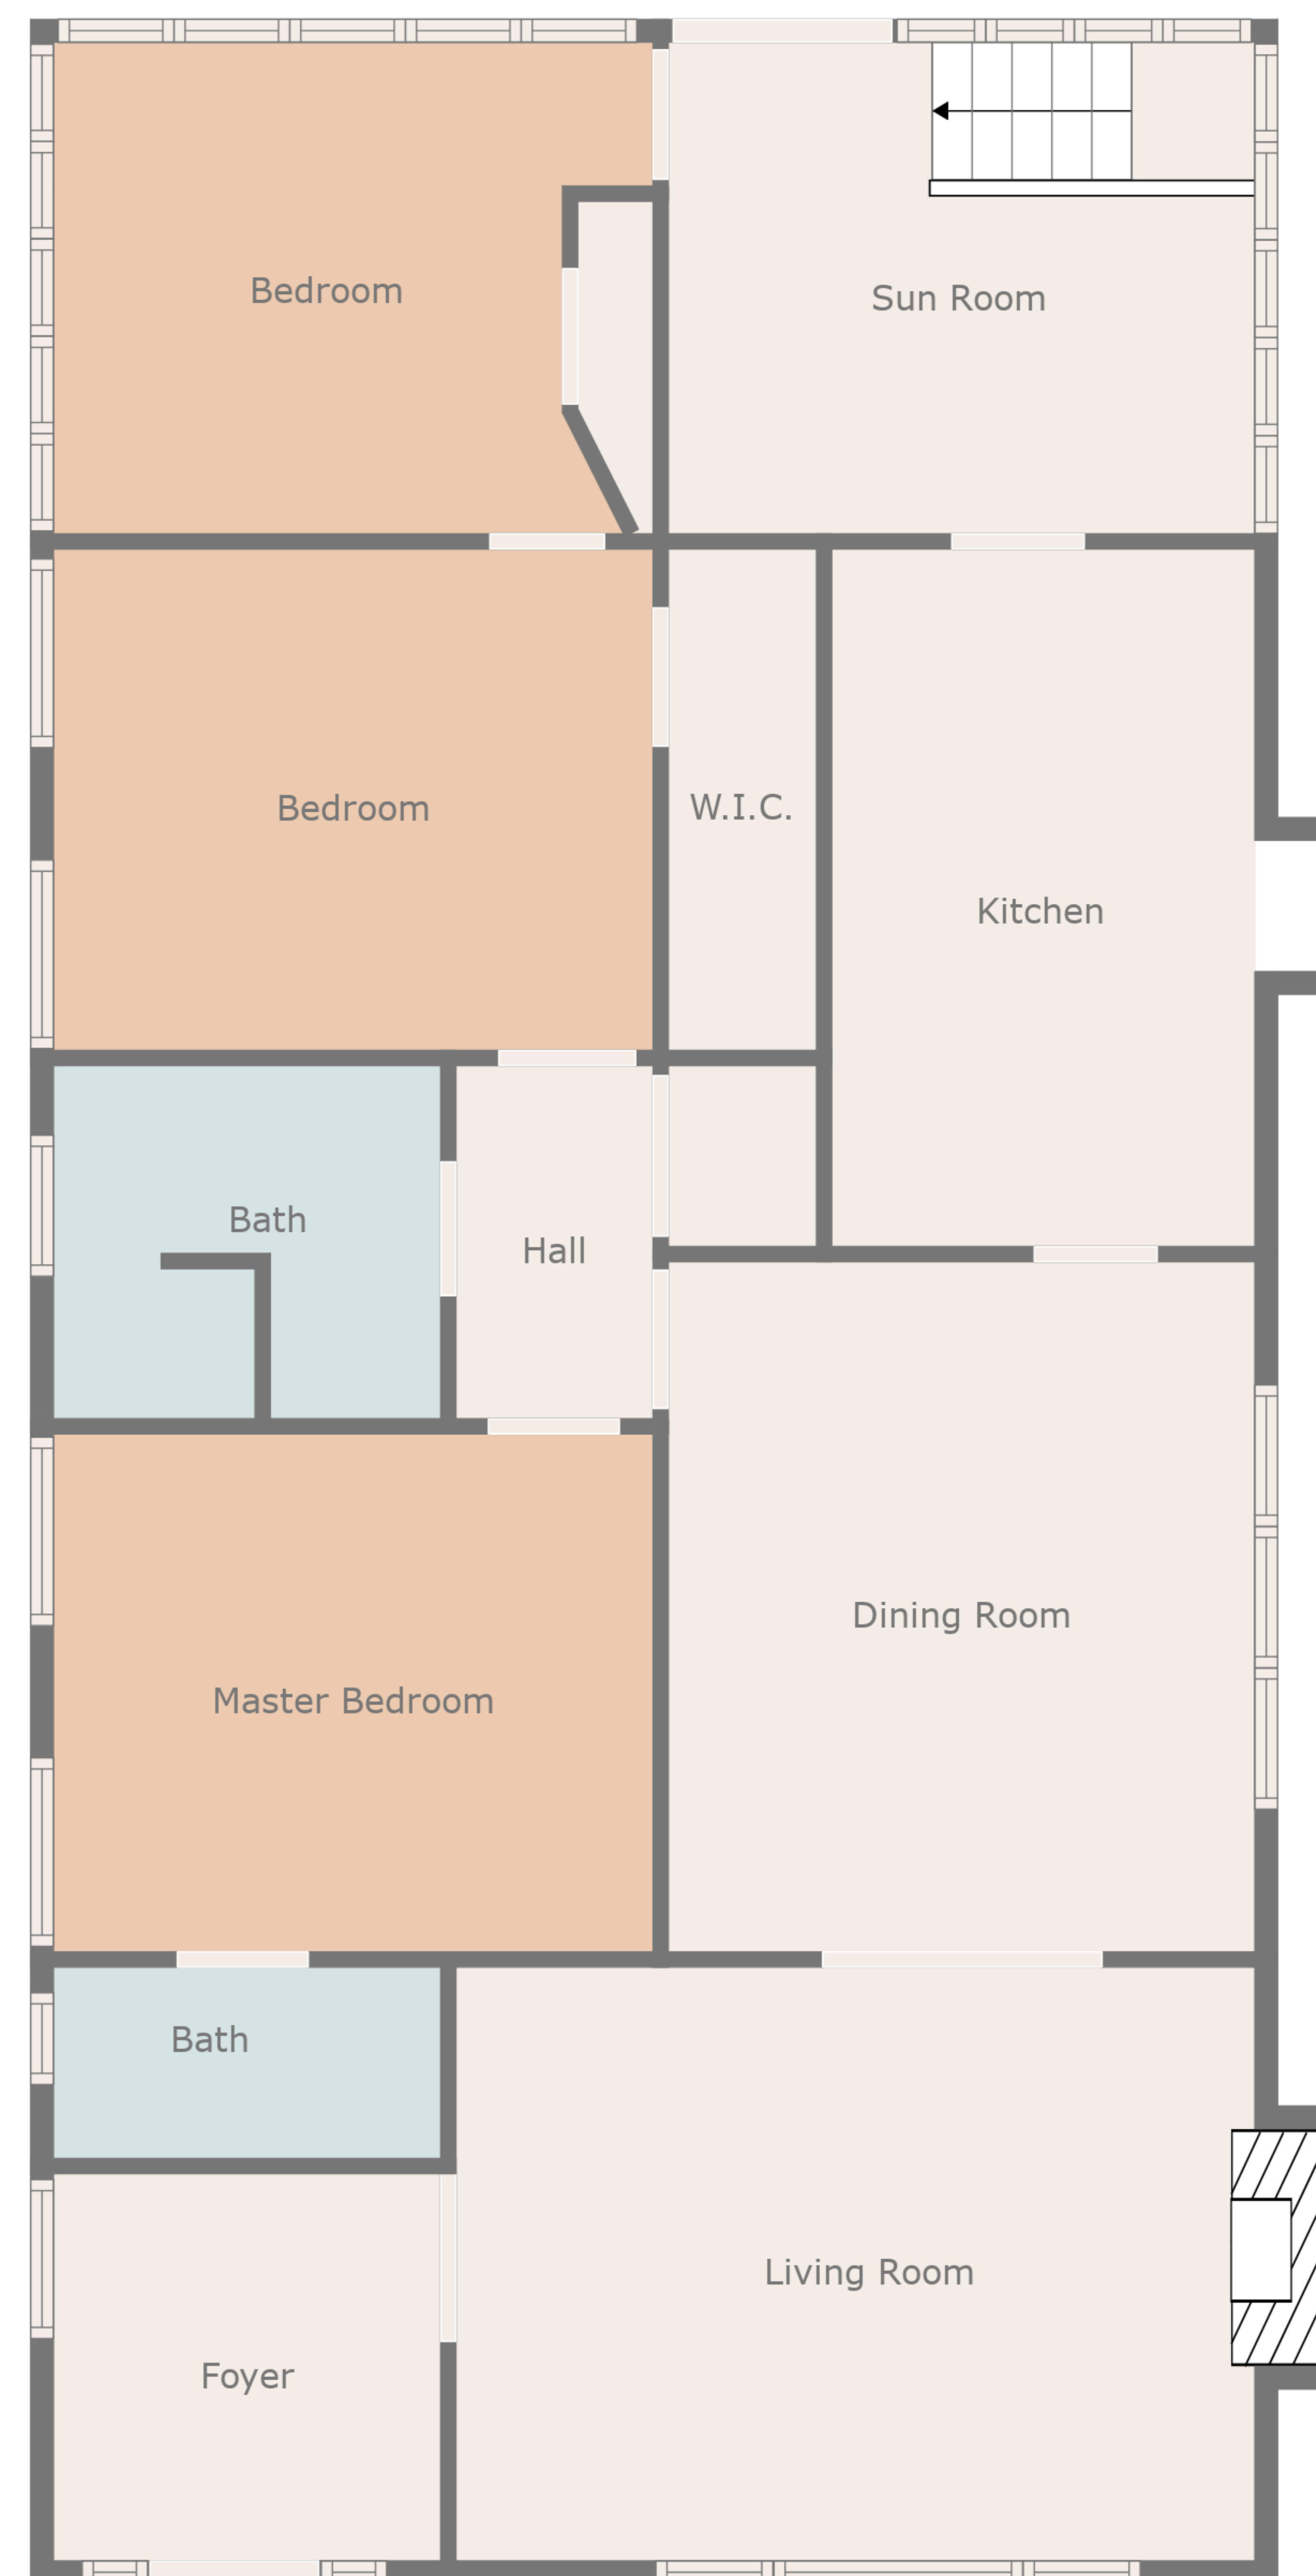 Bedroom
Sun Room
Bedroom
W.I.C.
Kitchen
Bath
Hall
Dining Room
Master Bedroom
Bath
Living Room
Foyer